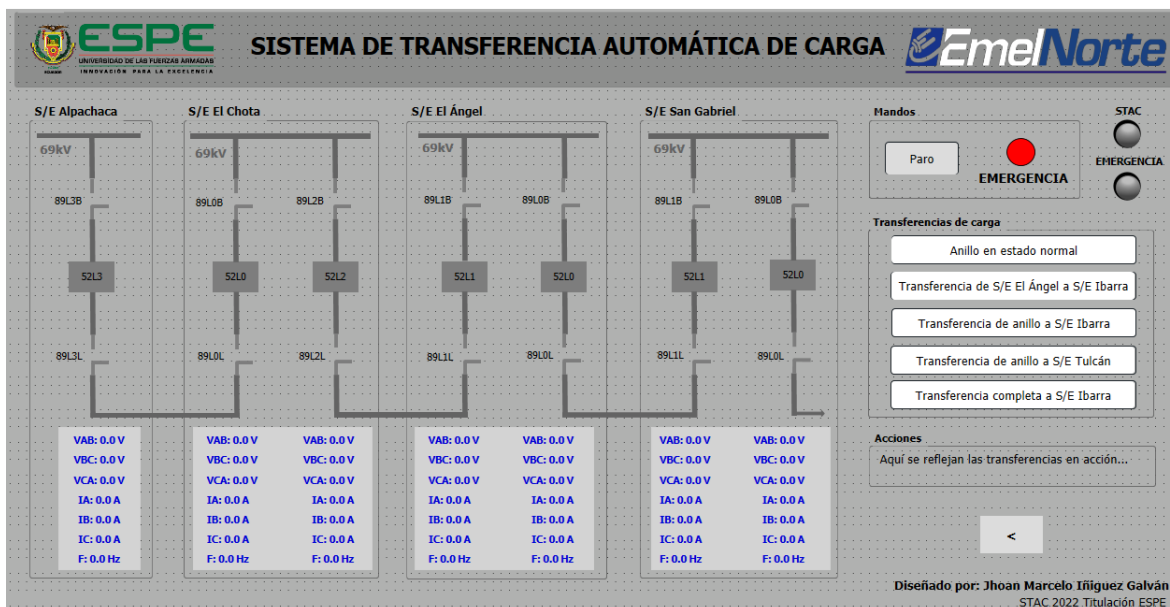 ESPE
UNIVERSIDAD DE LAS FUERZAS ARMADAS
INNOVACIÓN PARA LA EXCELENCIA
SISTEMA DE TRANSFERENCIA AUTOMÁTICA DE CARGA
EmelNorte
S/E Alpachaca
S/E El Chota
S/E El Ángel
S/E San Gabriel
69kV
69kV
69kV
69kV
89L3B
89L0B
89L2B
89L1B
89L0B
89L1B
89L0B
52L3
52L0
52L2
52L1
52L0
52L1
52L0
89L3L
89L0L
89L2L
89L1L
89L0L
89L1L
89L0L
VAB: 0.0 V
VBC: 0.0 V
VCA: 0.0 V
IA: 0.0 A
IB: 0.0 A
IC: 0.0 A
F: 0.0 Hz
VAB: 0.0 V
VBC: 0.0 V
VCA: 0.0 V
IA: 0.0 A
IB: 0.0 A
IC: 0.0 A
F: 0.0 Hz
VAB: 0.0 V
VBC: 0.0 V
VCA: 0.0 V
IA: 0.0 A
IB: 0.0 A
IC: 0.0 A
F: 0.0 Hz
VAB: 0.0 V
VBC: 0.0 V
VCA: 0.0 V
IA: 0.0 A
IB: 0.0 A
IC: 0.0 A
F: 0.0 Hz
VAB: 0.0 V
VBC: 0.0 V
VCA: 0.0 V
IA: 0.0 A
IB: 0.0 A
IC: 0.0 A
F: 0.0 Hz
VAB: 0.0 V
VBC: 0.0 V
VCA: 0.0 V
IA: 0.0 A
IB: 0.0 A
IC: 0.0 A
F: 0.0 Hz
VAB: 0.0 V
VBC: 0.0 V
VCA: 0.0 V
IA: 0.0 A
IB: 0.0 A
IC: 0.0 A
F: 0.0 Hz
Mandos
Paro
EMERGENCIA
STAC
EMERGENCIA
Transferencias de carga
Anillo en estado normal
Transferencia de S/E El Ángel a S/E Ibarra
Transferencia de anillo a S/E Ibarra
Transferencia de anillo a S/E Tulcán
Transferencia completa a S/E Ibarra
Acciones
Aquí se reflejan las transferencias en acción...
<
Diseñado por: Jhoan Marcelo Iñiguez Galván
STAC 2022 Titulación ESPE